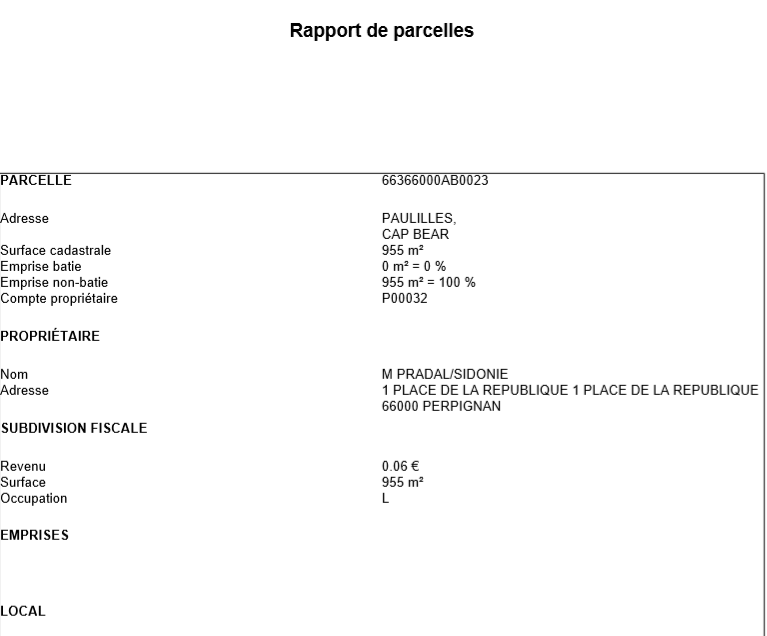 Rapport de parcelles
PARCELLE 66366000AB0023
Adresse PAULILLES,
CAP BEAR
Surface cadastrale 955 m²
Emprise batie 0 m² = 0 %
Emprise non-batie 955 m² = 100 %
Compte propriétaire P00032
PROPRIÉTAIRE
Nom M PRADAL/SIDONIE
Adresse 1 PLACE DE LA REPUBLIQUE 1 PLACE DE LA REPUBLIQUE
66000 PERPIGNAN
SUBDIVISION FISCALE
Revenu 0.06 €
Surface 955 m²
Occupation L
EMPRISES
LOCAL